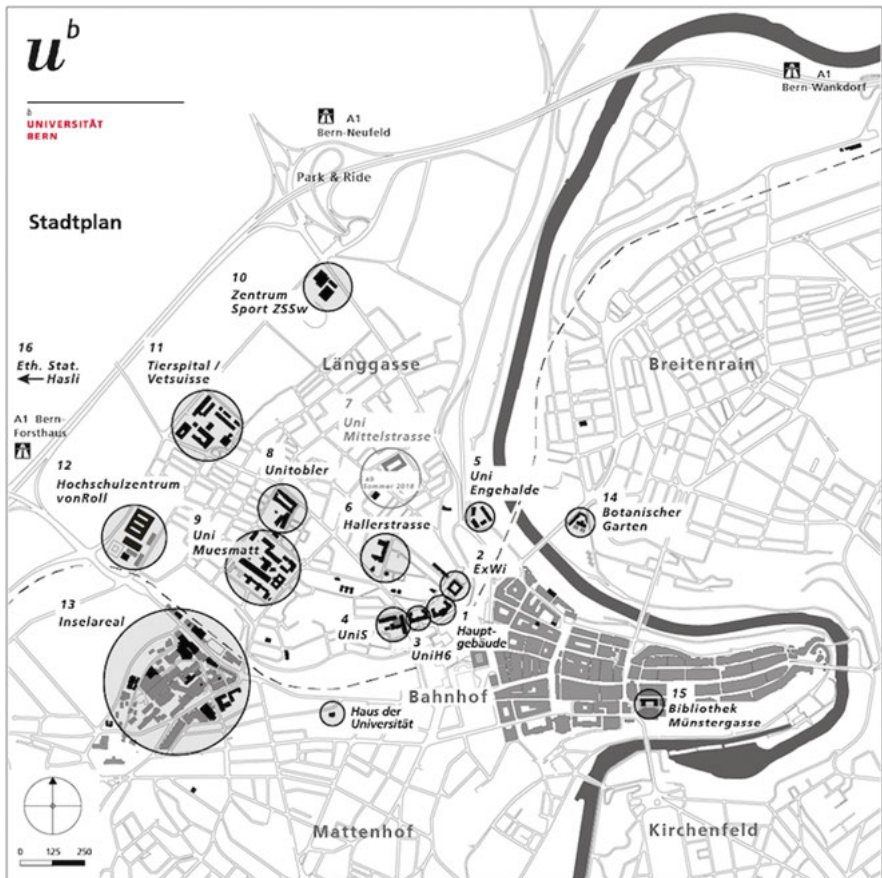 u^b
b
UNIVERSITÄT
BERN
Stadtplan
A1
Bern-Neufeld
A1
Bern-Wankdorf
Park & Ride
10
Zentrum
Sport ZSSw
16
Eth. Stat.
Hasli
11
Tierspital /
Vetsuisse
Länggasse
Breitenrain
A1 Bern-
Forsthaus
7
Uni
Mittelstrasse
ab
Sommer 2018
12
Hochschulzentrum
vonRoll
8
Unitobler
5
Uni
Engehalde
14
Botanischer
Garten
9
Uni
Muesmatt
6
Hallerstrasse
2
ExWi
13
Inselareal
4
UniS
3
UniH6
1
Haupt-
gebäude
Bahnhof
15
Bibliothek
Münstergasse
Haus der
Universität
Mattenhof
Kirchenfeld
0 125 250